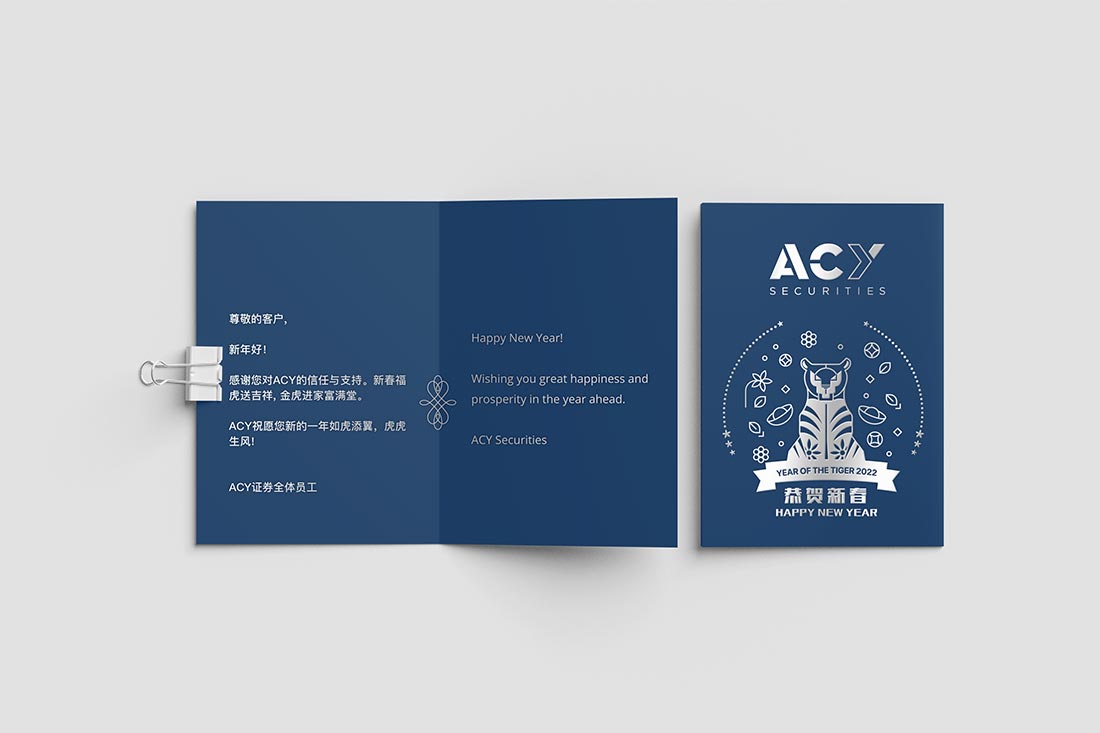 尊敬的客户,
新年好!
感谢您对ACY的信任与支持。新春福
虎送吉祥, 金虎进家富满堂。
ACY祝愿您新的一年如虎添翼，虎虎
生风!
ACY证券全体员工
Happy New Year!
Wishing you great happiness and
prosperity in the year ahead.
ACY Securities
ACY
SECURITIES
YEAR OF THE TIGER 2022
恭贺新春
HAPPY NEW YEAR